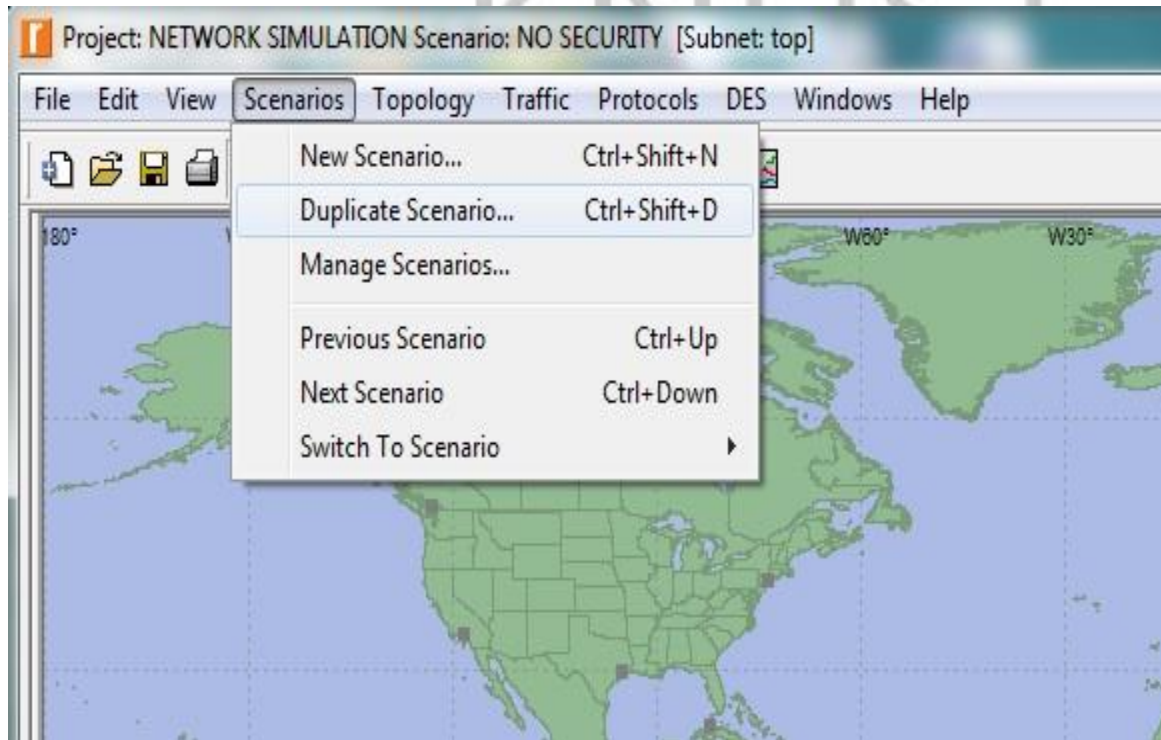 Project: NETWORK SIMULATION Scenario: NO SECURITY [Subnet: top]
File Edit View Scenarios Topology Traffic Protocols DES Windows Help
New Scenario... Ctrl+Shift+N
Duplicate Scenario... Ctrl+Shift+D
180° W60° W30°
Manage Scenarios...
Previous Scenario Ctrl+Up
Next Scenario Ctrl+Down
Switch To Scenario